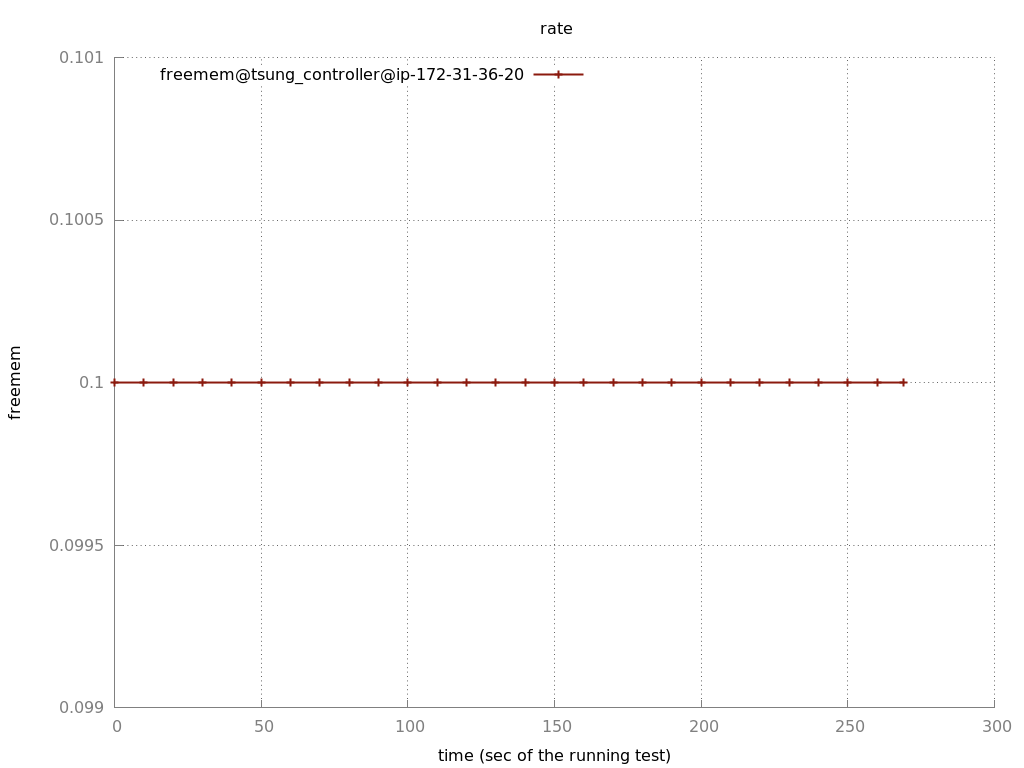 rate
0.101
freemem@tsung_controller@ip-172-31-36-20
0.1005
freemem
0.1
0.0995
0.099
0 50 100 150 200 250 300
time (sec of the running test)